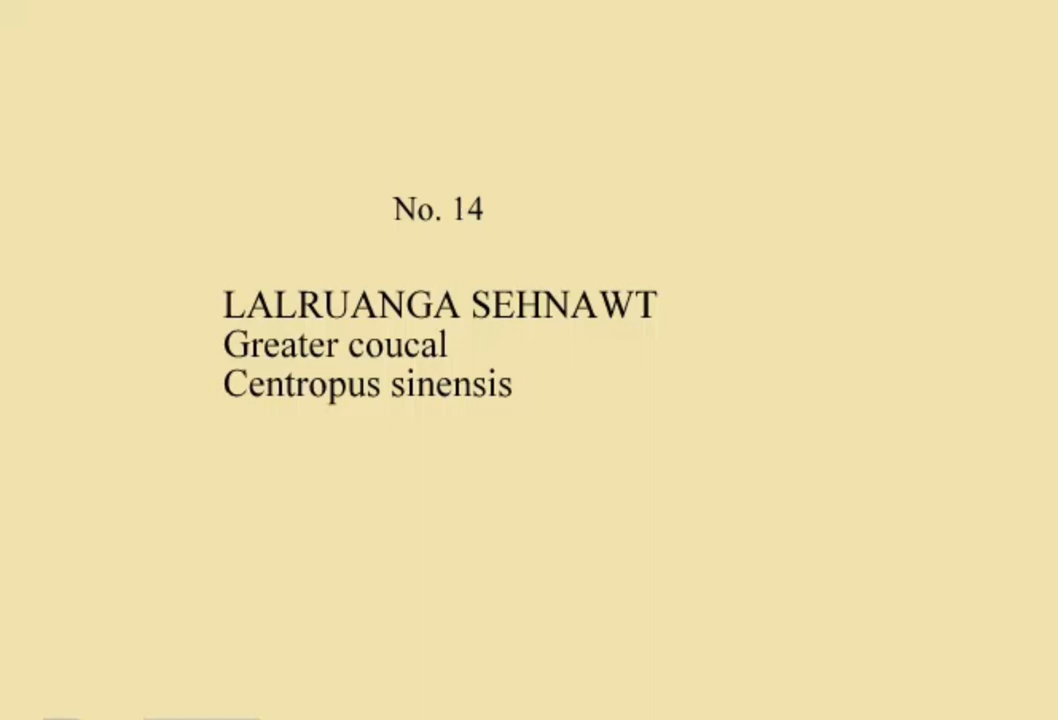 No. 14
LALRUANGA SEHNAWT
Greater coucal
Centropus sinensis